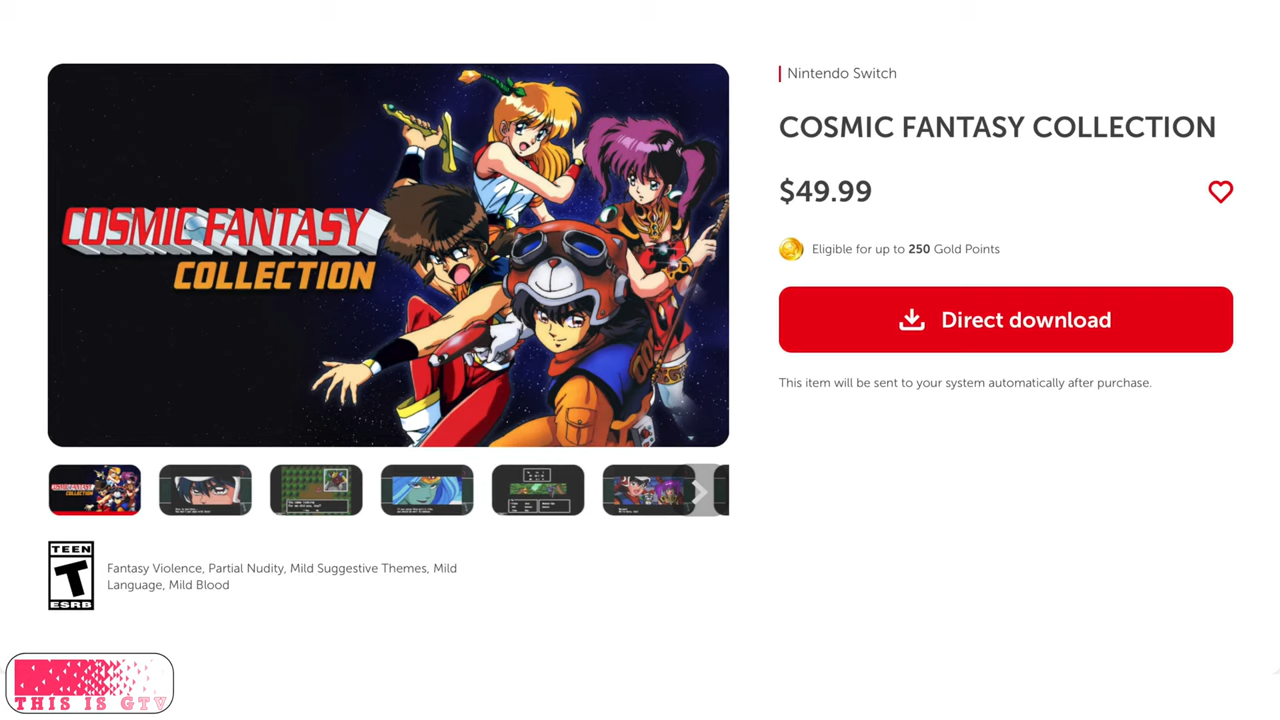 Nintendo Switch
COSMIC FANTASY COLLECTION
$49.99
Eligible for up to 250 Gold Points
Direct download
This item will be sent to your system automatically after purchase.
COSMIC FANTASY
COLLECTION
TEEN
T
ESRB
Fantasy Violence, Partial Nudity, Mild Suggestive Themes, Mild
Language, Mild Blood
THIS IS GTV